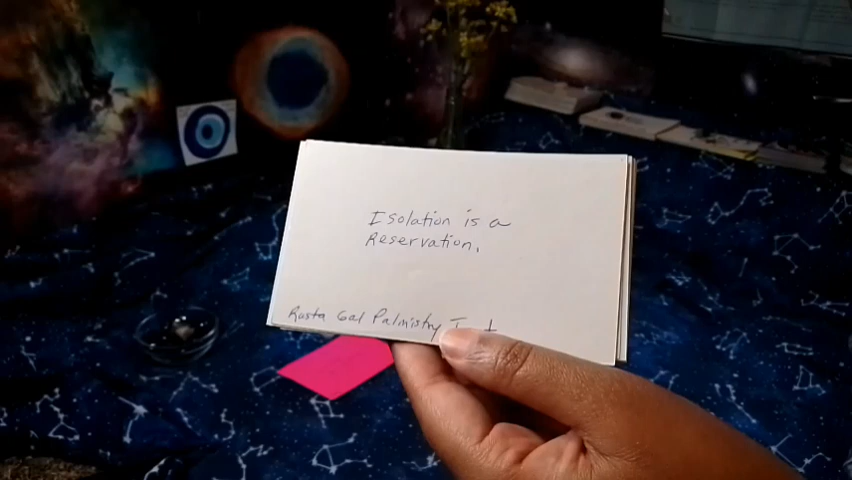 Isolation is a
Reservation.
Rasta Gal Palmistry